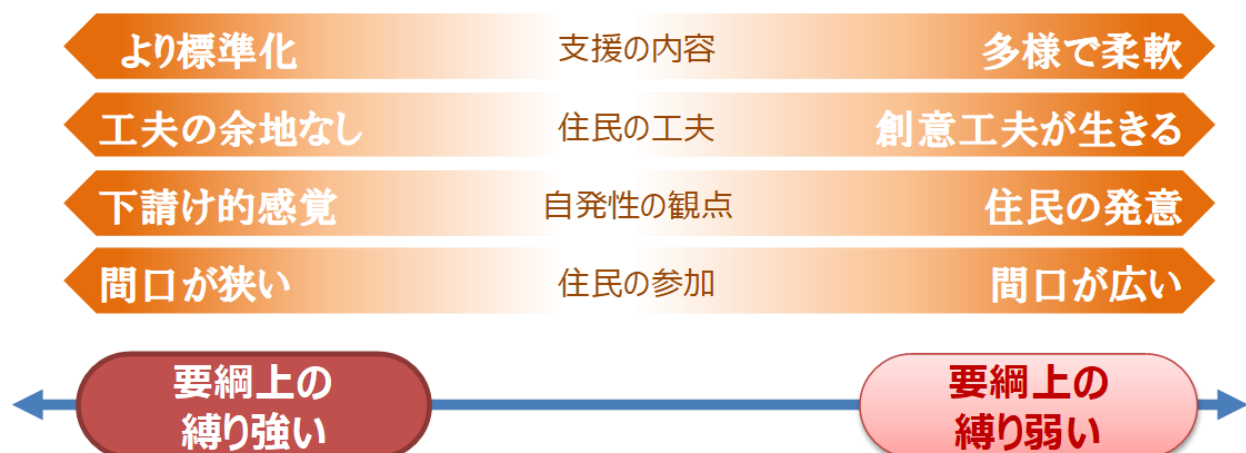 より標準化 支援の内容 多様で柔軟
工夫の余地なし 住民の工夫 創意工夫が生きる
下請け的感覚 自発性の観点 住民の発意
間口が狭い 住民の参加 間口が広い
要綱上の
縛り強い
要綱上の
縛り弱い